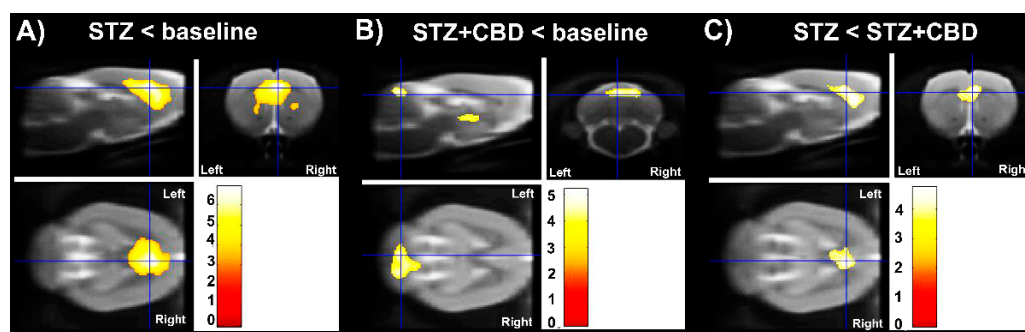 A) STZ < baseline
Left
Right
Left
Right
6
5
4
3
2
1
0
B) STZ+CBD < baseline
Left
Right
Left
Right
5
4
3
2
1
0
C) STZ < STZ+CBD
Left
Right
Left
Right
4
3
2
1
0